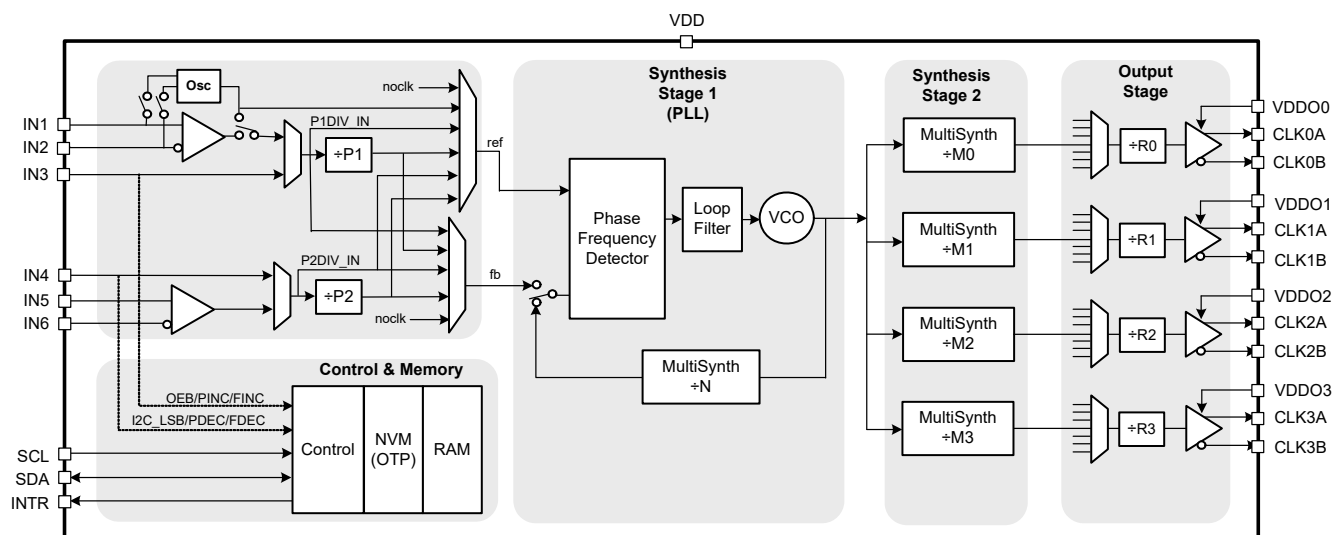 VDD
Osc
IN1
IN2
IN3
IN4
IN5
IN6
noclk
P1DIV_IN
÷P1
ref
P2DIV_IN
÷P2
fb
noclk
Synthesis
Stage 1
(PLL)
Phase
Frequency
Detector
Loop
Filter
VCO
MultiSynth
÷N
Synthesis
Stage 2
MultiSynth
÷M0
MultiSynth
÷M1
MultiSynth
÷M2
MultiSynth
÷M3
Output
Stage
÷R0
÷R1
÷R2
÷R3
VDDO0
CLK0A
CLK0B
VDDO1
CLK1A
CLK1B
VDDO2
CLK2A
CLK2B
VDDO3
CLK3A
CLK3B
Control & Memory
OEB/PINC/FINC
I2C_LSB/PDEC/FDEC
Control
NVM
(OTP)
RAM
SCL
SDA
INTR